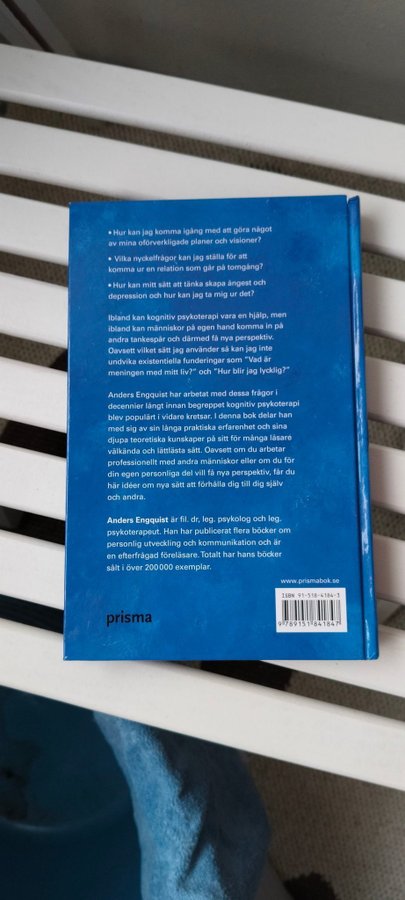 • Hur kan jag komma igång med att göra något
av mina oförverkligade planer och visioner?
• Vilka nyckelfrågor kan jag ställa för att
komma ur en relation som går på tomgång?
• Hur kan mitt sätt att tänka skapa ångest och
depression och hur kan jag ta mig ur det?
Ibland kan kognitiv psykoterapi vara en hjälp, men
ibland kan människor på egen hand komma in på
andra tankespår och därmed få nya perspektiv.
Oavsett vilket sätt jag använder så kan jag inte
undvika existentiella funderingar som "Vad är
meningen med mitt liv?" och "Hur blir jag lycklig?"
Anders Engquist har arbetat med dessa frågor i
decennier långt innan begreppet kognitiv psykoterapi
blev populärt i vidare kretsar. I denna bok delar han
med sig av sin långa praktiska erfarenhet och sina
djupa teoretiska kunskaper på sitt för många läsare
välkända och lättlästa sätt. Oavsett om du arbetar
professionellt med andra människor eller om du för
din egen personliga del vill få nya perspektiv, får du
här idéer om nya sätt att förhålla dig till dig själv
och andra.
Anders Engquist är fil. dr, leg. psykolog och leg.
psykoterapeut. Han har publicerat flera böcker om
personlig utveckling och kommunikation och är
en efterfrågad föreläsare. Totalt har hans böcker
sålt i över 200 000 exemplar.
www.prismabok.se
ISBN 91-518-4184-3
9789151841847
prisma